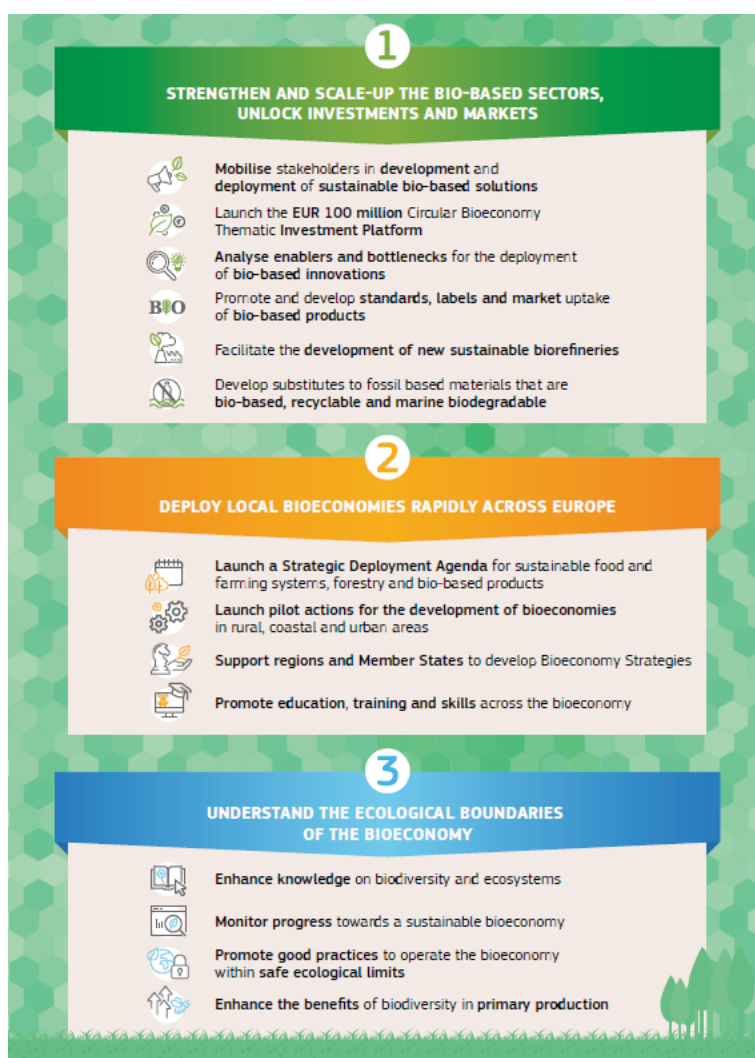 1
STRENGTHEN AND SCALE-UP THE BIO-BASED SECTORS,
UNLOCK INVESTMENTS AND MARKETS
Mobilise stakeholders in development and
deployment of sustainable bio-based solutions
Launch the EUR 100 million Circular Bioeconomy
Thematic Investment Platform
Analyse enablers and bottlenecks for the deployment
of bio-based innovations
BIO
Promote and develop standards, labels and market uptake
of bio-based products
Facilitate the development of new sustainable biorefineries
Develop substitutes to fossil based materials that are
bio-based, recyclable and marine biodegradable
2
DEPLOY LOCAL BIOECONOMIES RAPIDLY ACROSS EUROPE
Launch a Strategic Deployment Agenda for sustainable food and
farming systems, forestry and bio-based products
Launch pilot actions for the development of bioeconomies
in rural, coastal and urban areas
Support regions and Member States to develop Bioeconomy Strategies
Promote education, training and skills across the bioeconomy
3
UNDERSTAND THE ECOLOGICAL BOUNDARIES
OF THE BIOECONOMY
Enhance knowledge on biodiversity and ecosystems
Monitor progress towards a sustainable bioeconomy
Promote good practices to operate the bioeconomy
within safe ecological limits
Enhance the benefits of biodiversity in primary production